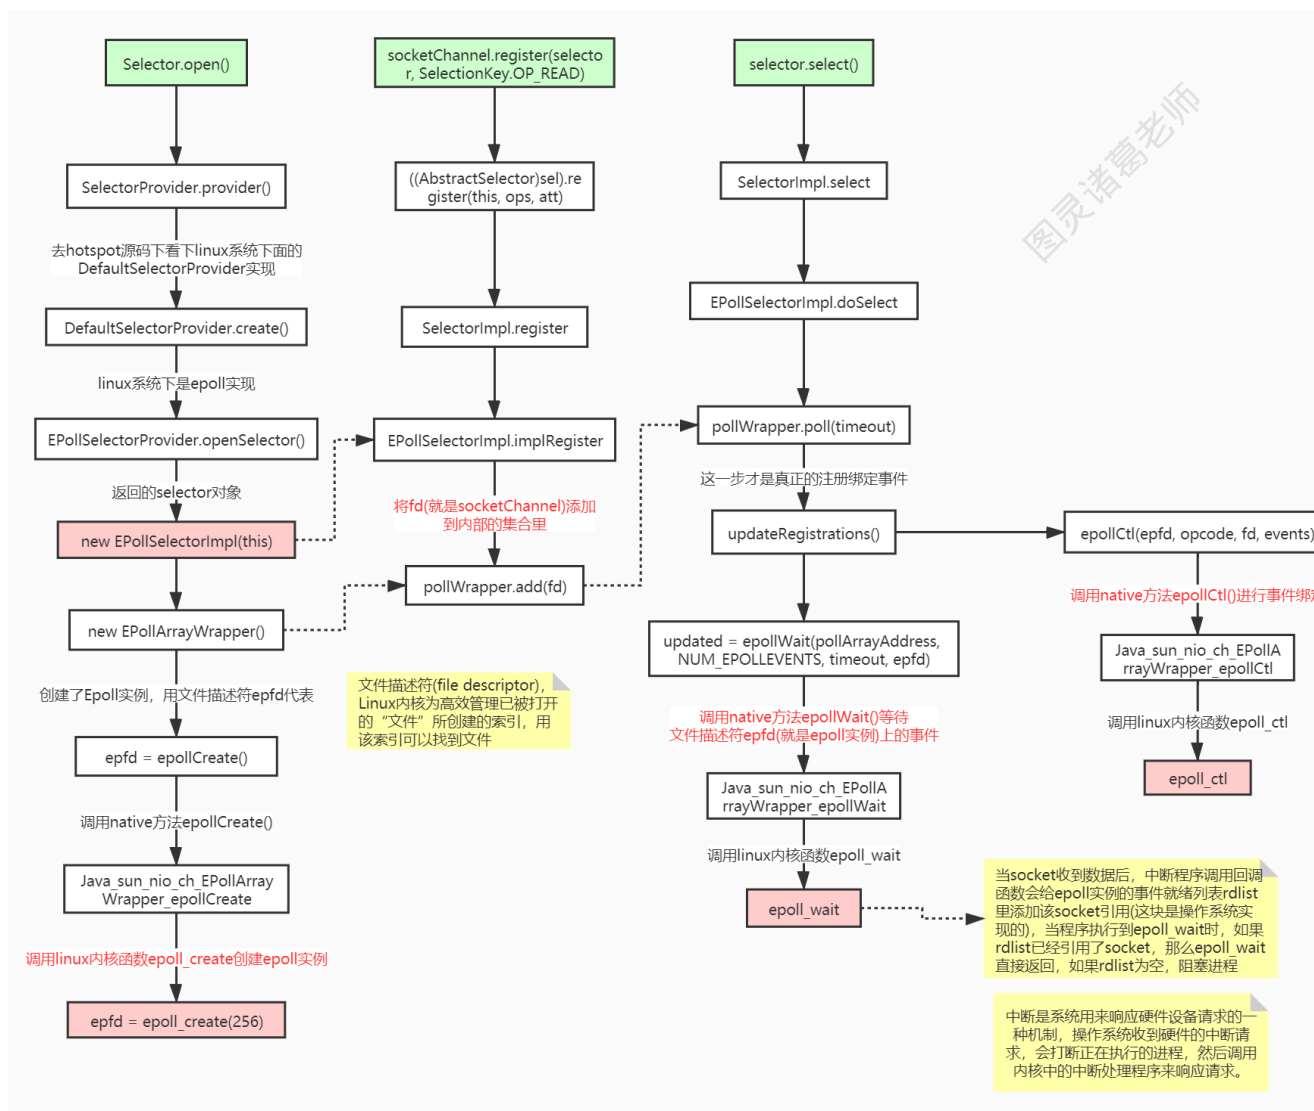 Selector.open()
SelectorProvider.provider()
去hotspot源码下看下linux系统下面的
DefaultSelectorProvider实现
DefaultSelectorProvider.create()
linux系统下是epoll实现
EPollSelectorProvider.openSelector()
返回的selector对象
new EPollSelectorImpl(this)
new EPollArrayWrapper()
创建了Epoll实例，用文件描述符epfd代表
epfd = epollCreate()
调用native方法epollCreate()
Java_sun_nio_ch_EPollArray
Wrapper_epollCreate
调用linux内核函数epoll_create创建epoll实例
epfd = epoll_create(256)
socketChannel.register(selecto
r, SelectionKey.OP_READ)
((AbstractSelector)sel).re
gister(this, ops, att)
SelectorImpl.register
EPollSelectorImpl.implRegister
将fd(就是socketChannel)添加
到内部的集合里
pollWrapper.add(fd)
文件描述符(file descriptor)，
Linux内核为高效管理已被打开
的“文件”所创建的索引，用
该索引可以找到文件
selector.select()
SelectorImpl.select
EPollSelectorImpl.doSelect
pollWrapper.poll(timeout)
这一步才是真正的注册绑定事件
updateRegistrations()
updated = epollWait(pollArrayAddress,
NUM_EPOLLEVENTS, timeout, epfd)
调用native方法epollWait()等待
文件描述符epfd(就是epoll实例)上的事件
Java_sun_nio_ch_EPollA
rrayWrapper_epollWait
调用linux内核函数epoll_wait
epoll_wait
epollCtl(epfd, opcode, fd, events)
调用native方法epollCtl()进行事件绑定
Java_sun_nio_ch_EPollA
rrayWrapper_epollCtl
调用linux内核函数epoll_ctl
epoll_ctl
当socket收到数据后，中断程序调用回调
函数会给epoll实例的事件就绪列表rdlist
里添加该socket引用(这块是操作系统实
现的)，当程序执行到epoll_wait时，如果
rdlist已经引用了socket，那么epoll_wait
直接返回，如果rdlist为空，阻塞进程
中断是系统用来响应硬件设备请求的一
种机制，操作系统收到硬件的中断请
求，会打断正在执行的进程，然后调用
内核中的中断处理程序来响应请求。
图灵诸葛老师